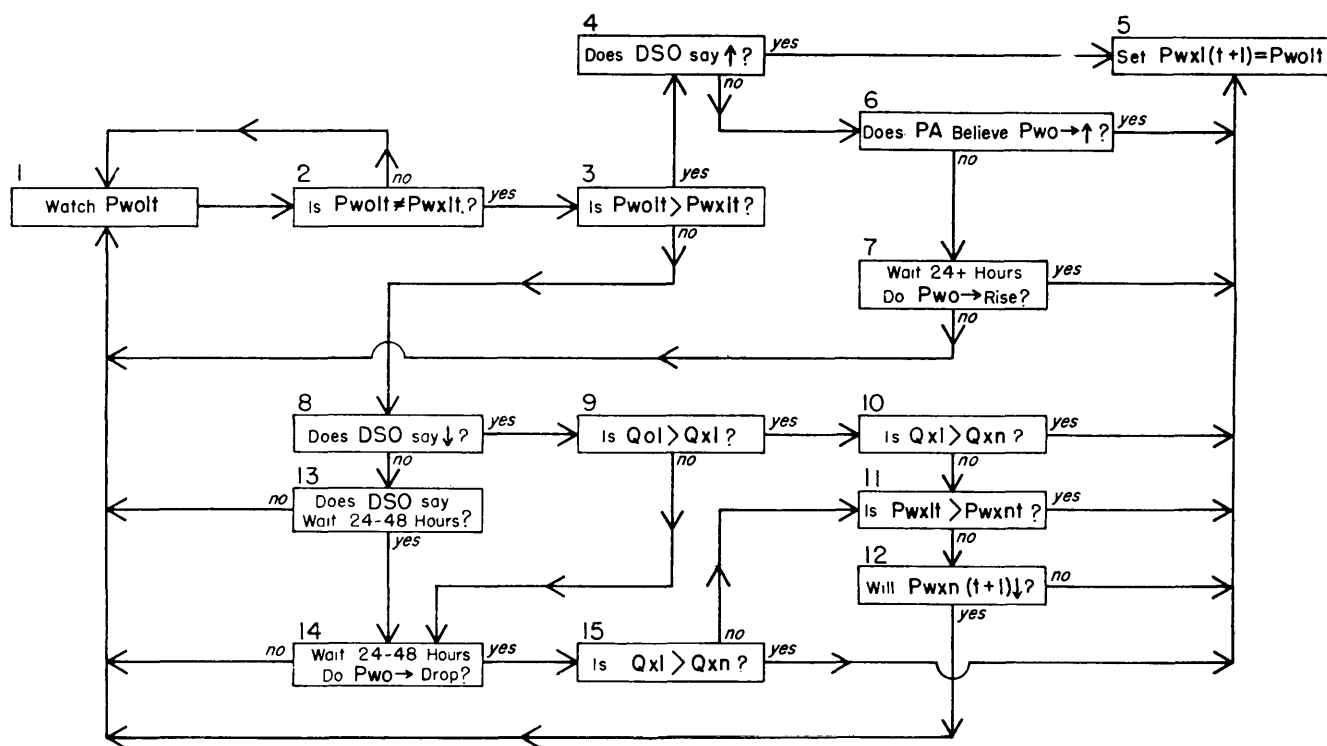 4
Does DSO say ↑?
yes
no
5
Set Pwxl(t+1)=Pwolt
6
Does PA Believe Pwo→↑?
yes
no
1
Watch Pwolt
2
Is Pwolt≠Pwxlt.?
no
yes
3
Is Pwolt>Pwxlt?
yes
no
7
Wait 24+ Hours
Do Pwo→Rise?
yes
no
8
Does DSO say↓?
yes
no
9
Is Qol>Qxl?
yes
no
10
Is Qxl>Qxn?
yes
no
13
Does DSO say
Wait 24-48 Hours?
no
yes
11
Is Pwxlt>Pwxnt?
yes
no
12
Will Pwxn(t+1)↓?
no
yes
14
Wait 24-48 Hours
Do Pwo→Drop?
no
yes
15
Is Qxl>Qxn?
no
yes